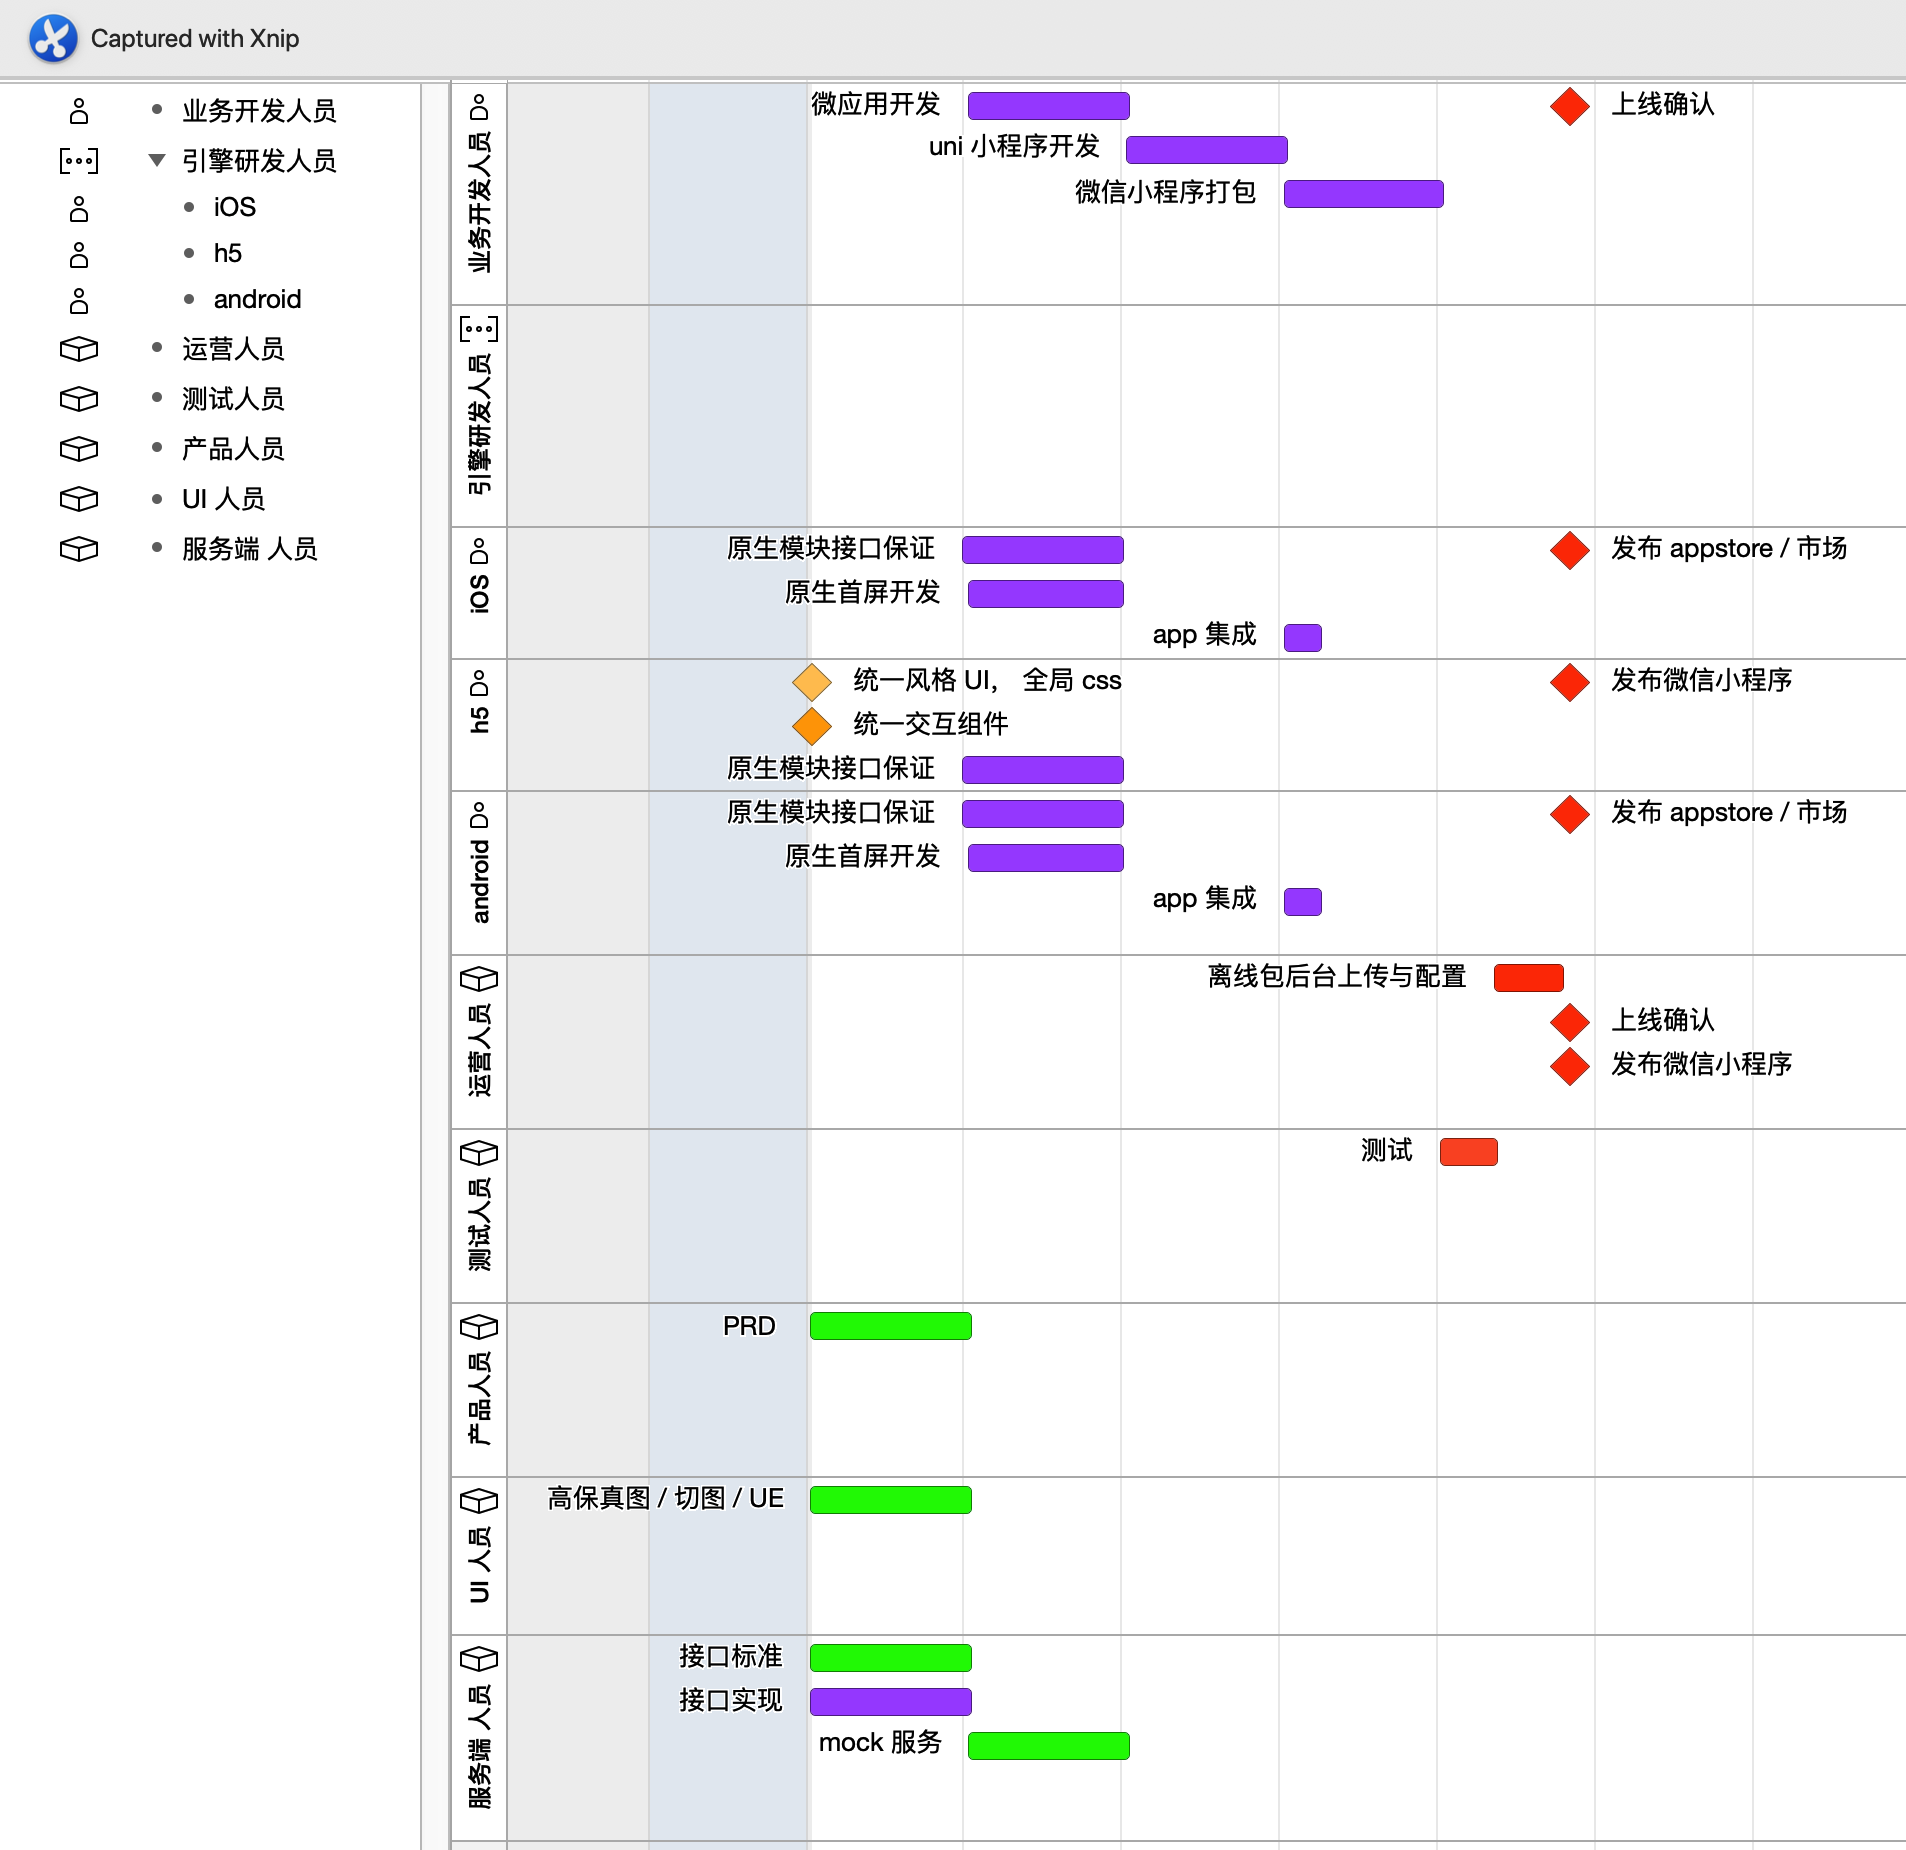 Captured with Xnip
业务开发人员
引擎研发人员
iOS
h5
android
运营人员
测试人员
产品人员
UI 人员
服务端 人员
业务开发人员
微应用开发
上线确认
uni 小程序开发
微信小程序打包
引擎研发人员
iOS
原生模块接口保证
发布 appstore / 市场
原生首屏开发
app 集成
h5
统一风格 UI， 全局 css
发布微信小程序
统一交互组件
原生模块接口保证
android
原生模块接口保证
发布 appstore / 市场
原生首屏开发
app 集成
运营人员
离线包后台上传与配置
上线确认
发布微信小程序
测试人员
测试
产品人员
PRD
UI 人员
高保真图 / 切图 / UE
服务端 人员
接口标准
接口实现
mock 服务